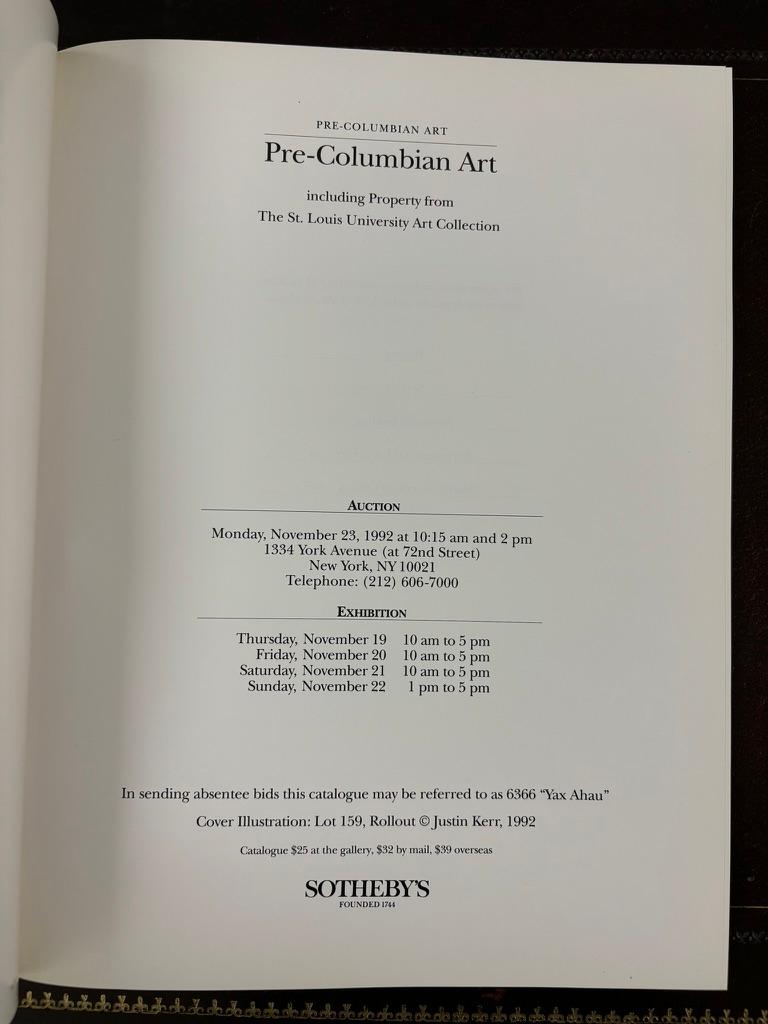 PRE-COLUMBIAN ART
Pre-Columbian Art
including Property from
The St. Louis University Art Collection
AUCTION
Monday, November 23, 1992 at 10:15 am and 2 pm
1334 York Avenue (at 72nd Street)
New York, NY 10021
Telephone: (212) 606-7000
EXHIBITION
Thursday, November 19 10 am to 5 pm
Friday, November 20 10 am to 5 pm
Saturday, November 21 10 am to 5 pm
Sunday, November 22 1 pm to 5 pm
In sending absentee bids this catalogue may be referred to as 6366 “Yax Ahau”
Cover Illustration: Lot 159, Rollout © Justin Kerr, 1992
Catalogue $25 at the gallery, $32 by mail, $39 overseas
SOTHEBY'S
FOUNDED 1744